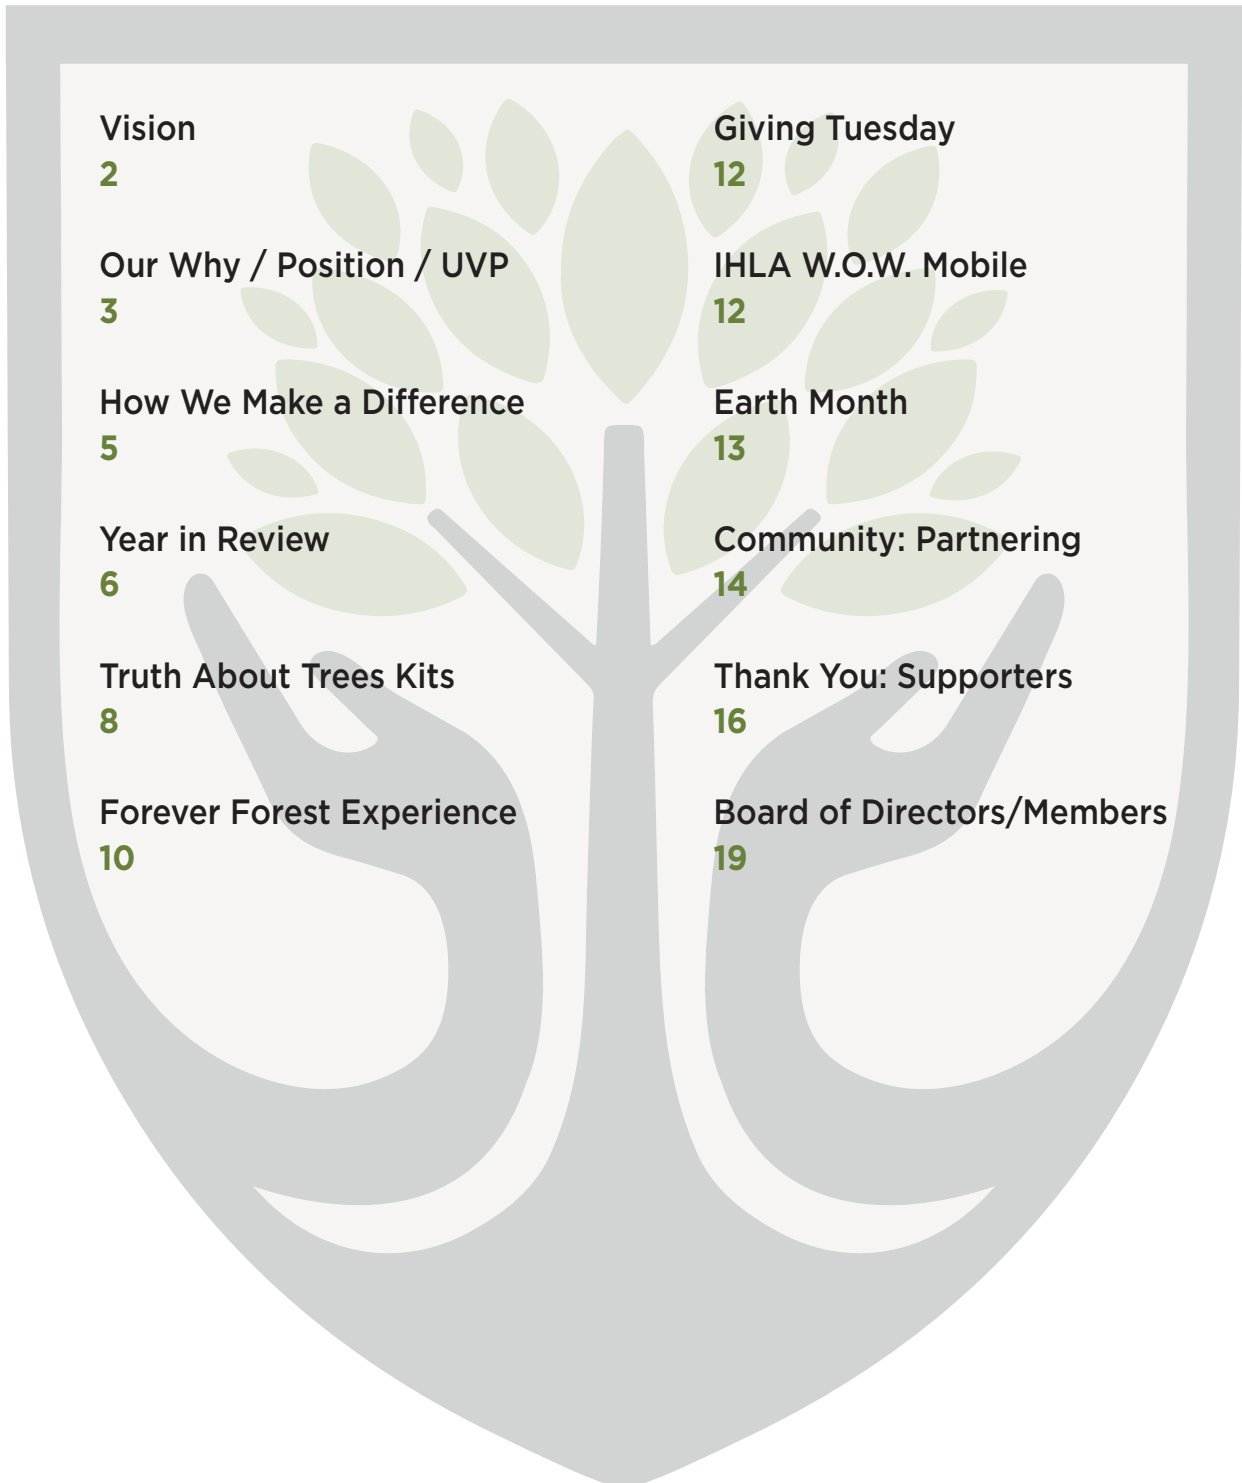 Vision
2
Our Why / Position / UVP
3
How We Make a Difference
5
Year in Review
6
Truth About Trees Kits
8
Forever Forest Experience
10
Giving Tuesday
12
IHLA W.O.W. Mobile
12
Earth Month
13
Community: Partnering
14
Thank You: Supporters
16
Board of Directors/Members
19